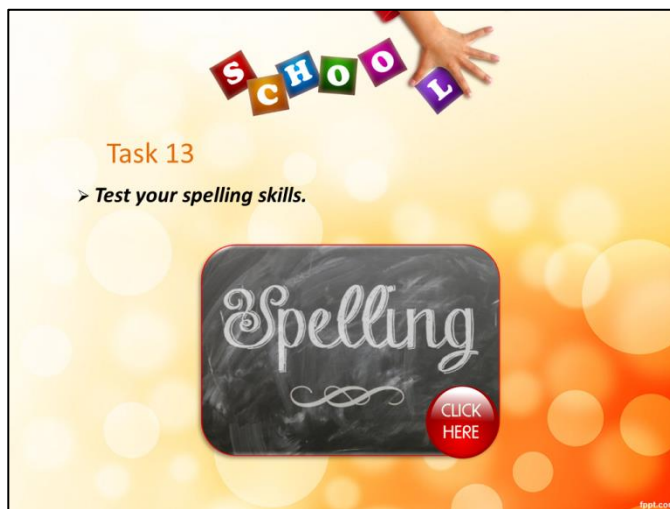 SCHOOL
Task 13
➢ Test your spelling skills.
Spelling
CLICK
HERE
fppt.com